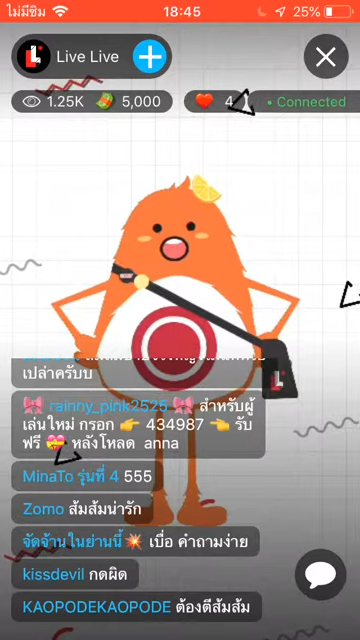 ไม่มีซิม 18:45 25%
Live Live
1.25K 5,000 4 • Connected
เปล่าครับบ
rainny_pink2525 สำหรับผู้
เล่นใหม่ กรอก 👉 434987 👈 รับ
ฟรี 💝 หลังโหลด anna
MinaTo รุ่นที่ 4 555
Zomo ส้มส้มน่ารัก
จัดจ้านในย่านนี้💥 เบื่อ คำถามง่าย
kissdevil กดผิด
KAOPODEKAOPODE ต้องตีส้มส้ม